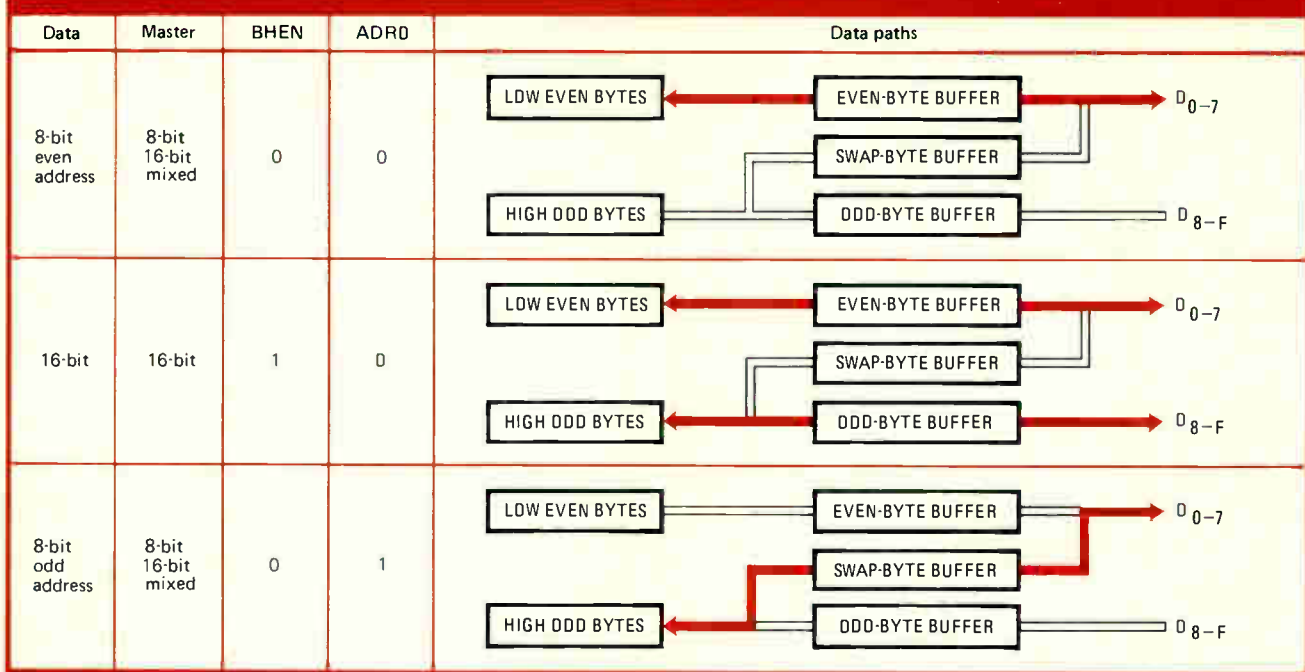 Data Master BHEN ADR0 Data paths
8-bit even address
8-bit 16-bit mixed
0 0
LOW EVEN BYTES EVEN-BYTE BUFFER D0–7
SWAP-BYTE BUFFER
HIGH ODD BYTES ODD-BYTE BUFFER D8–F
16-bit 16-bit 1 0
LOW EVEN BYTES EVEN-BYTE BUFFER D0–7
SWAP-BYTE BUFFER
HIGH ODD BYTES ODD-BYTE BUFFER D8–F
8-bit odd address
8-bit 16-bit mixed
0 1
LOW EVEN BYTES EVEN-BYTE BUFFER D0–7
SWAP-BYTE BUFFER
HIGH ODD BYTES ODD-BYTE BUFFER D8–F